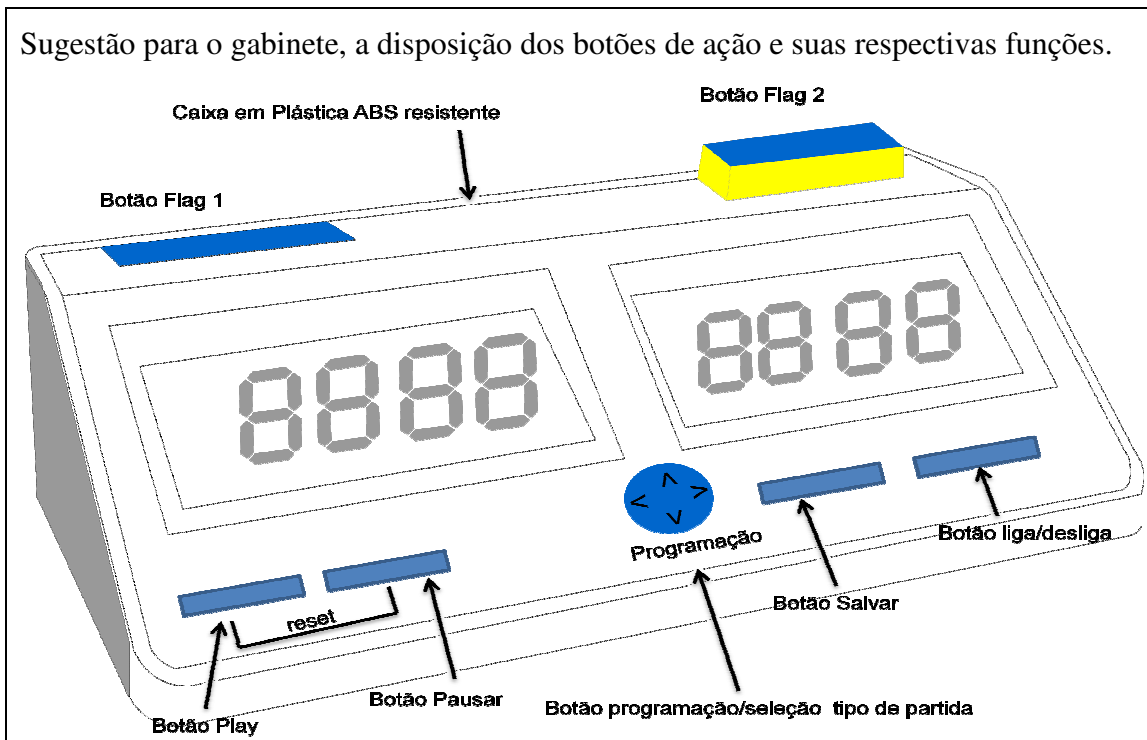 Sugestão para o gabinete, a disposição dos botões de ação e suas respectivas funções.
Botão Flag 2
Caixa em Plástica ABS resistente
Botão Flag 1
8888
8888
Programação
Botão liga/desliga
Botão Salvar
reset
Botão Pausar
Botão programação/seleção tipo de partida
Botão Play